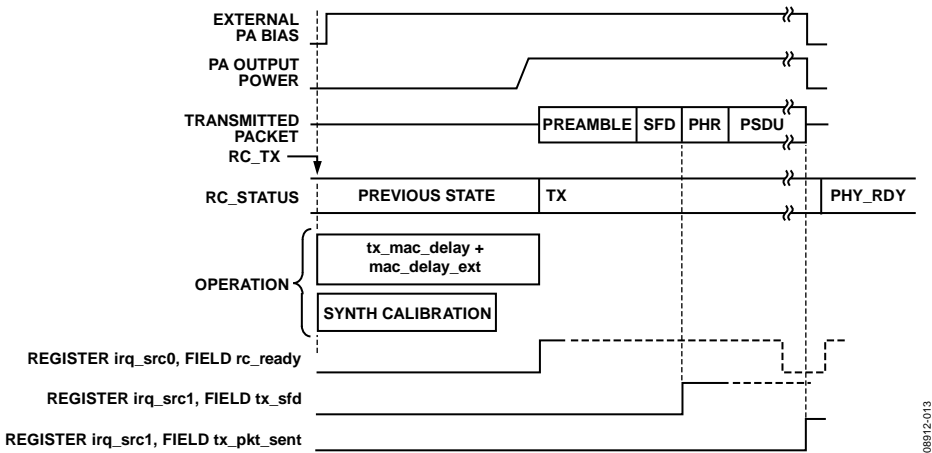 EXTERNAL
PA BIAS
PA OUTPUT
POWER
TRANSMITTED
PACKET
PREAMBLE SFD PHR PSDU
RC_TX
RC_STATUS PREVIOUS STATE TX PHY_RDY
tx_mac_delay +
mac_delay_ext
OPERATION
SYNTH CALIBRATION
REGISTER irq_src0, FIELD rc_ready
REGISTER irq_src1, FIELD tx_sfd
REGISTER irq_src1, FIELD tx_pkt_sent
08912-013